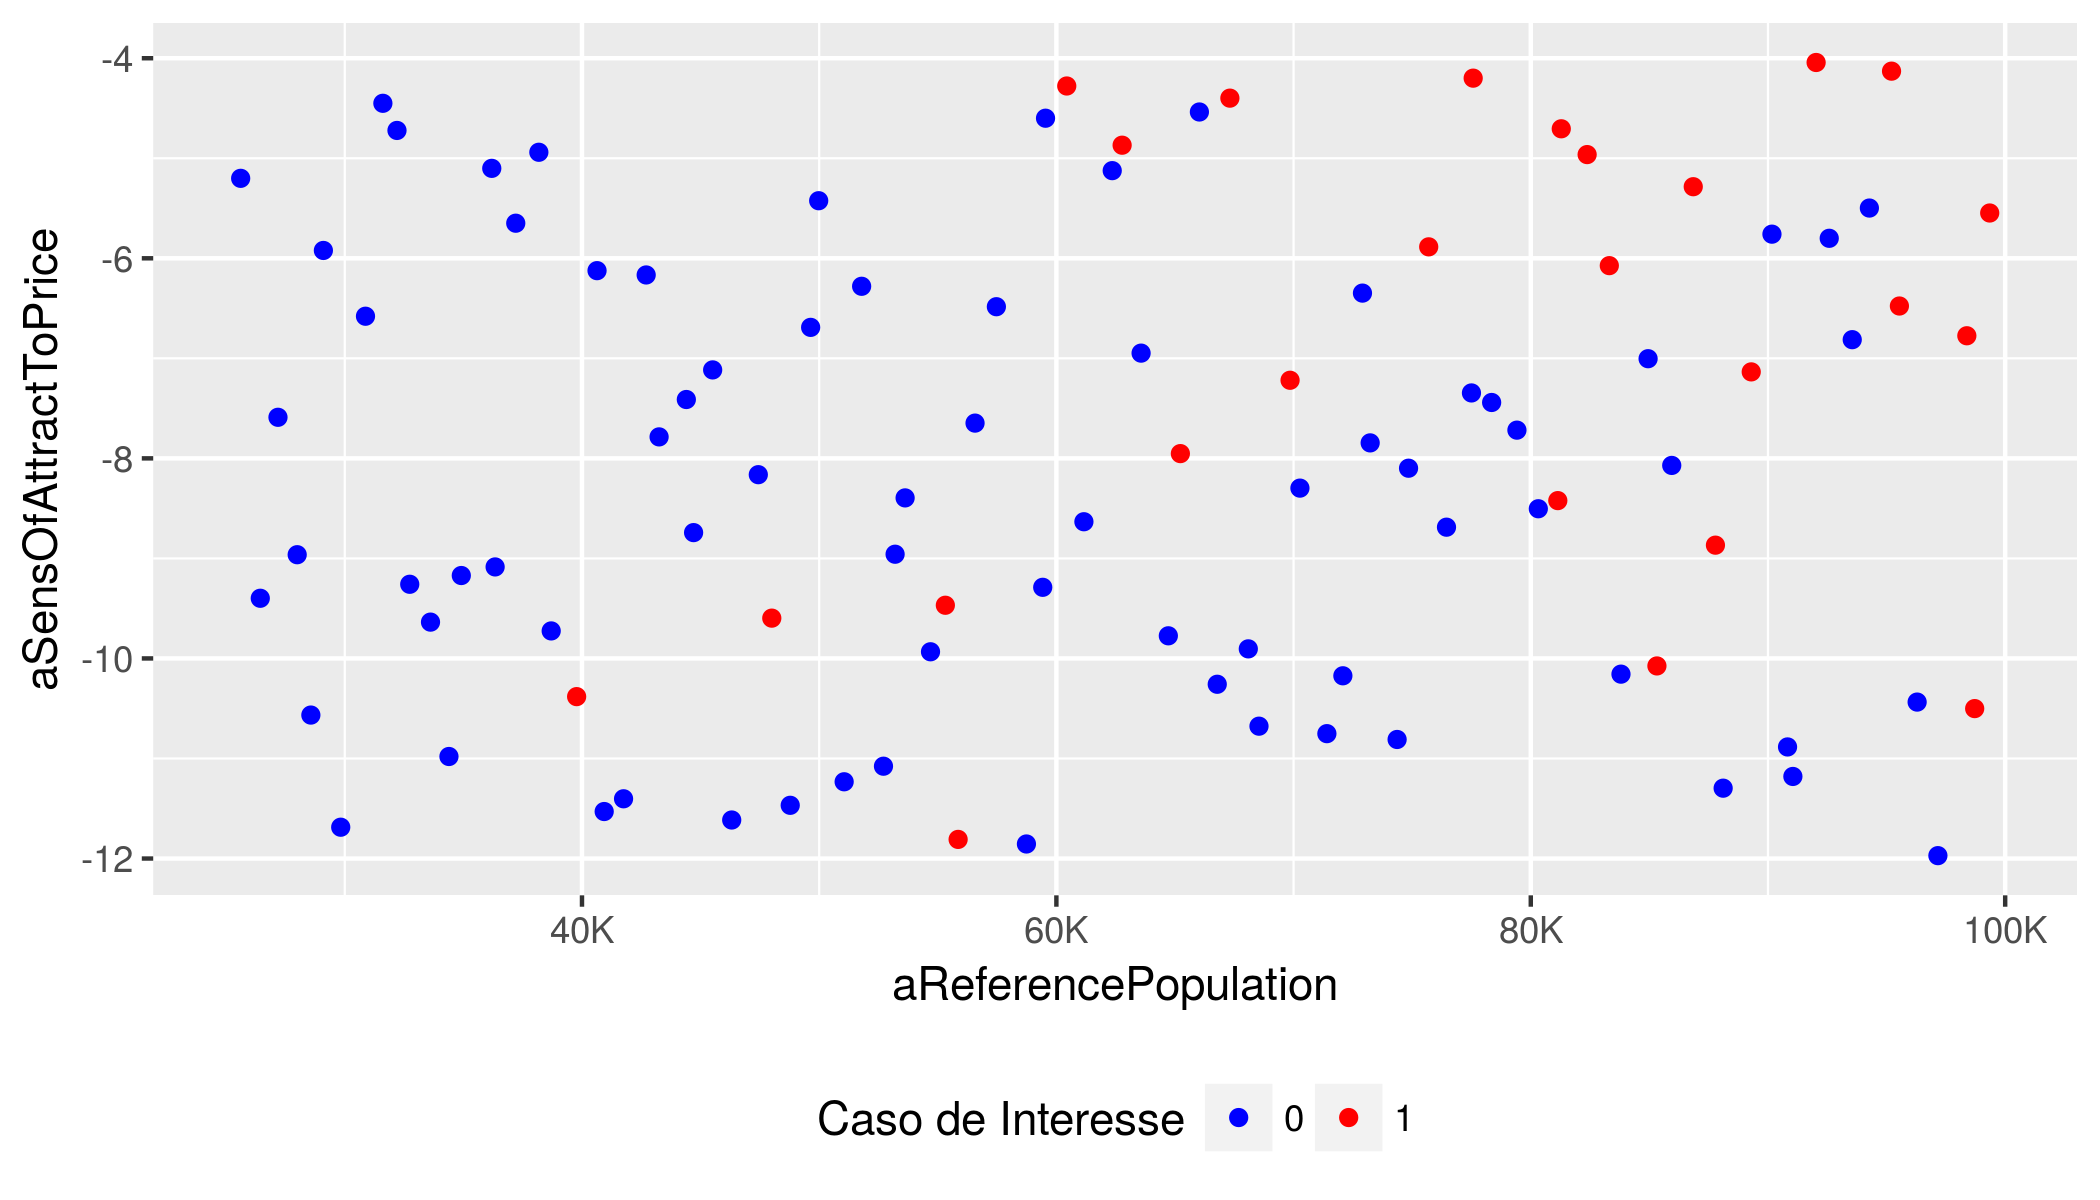 aSensOfAttractToPrice
-4
-6
-8
-10
-12
40K 60K 80K 100K
aReferencePopulation
Caso de Interesse 0 1